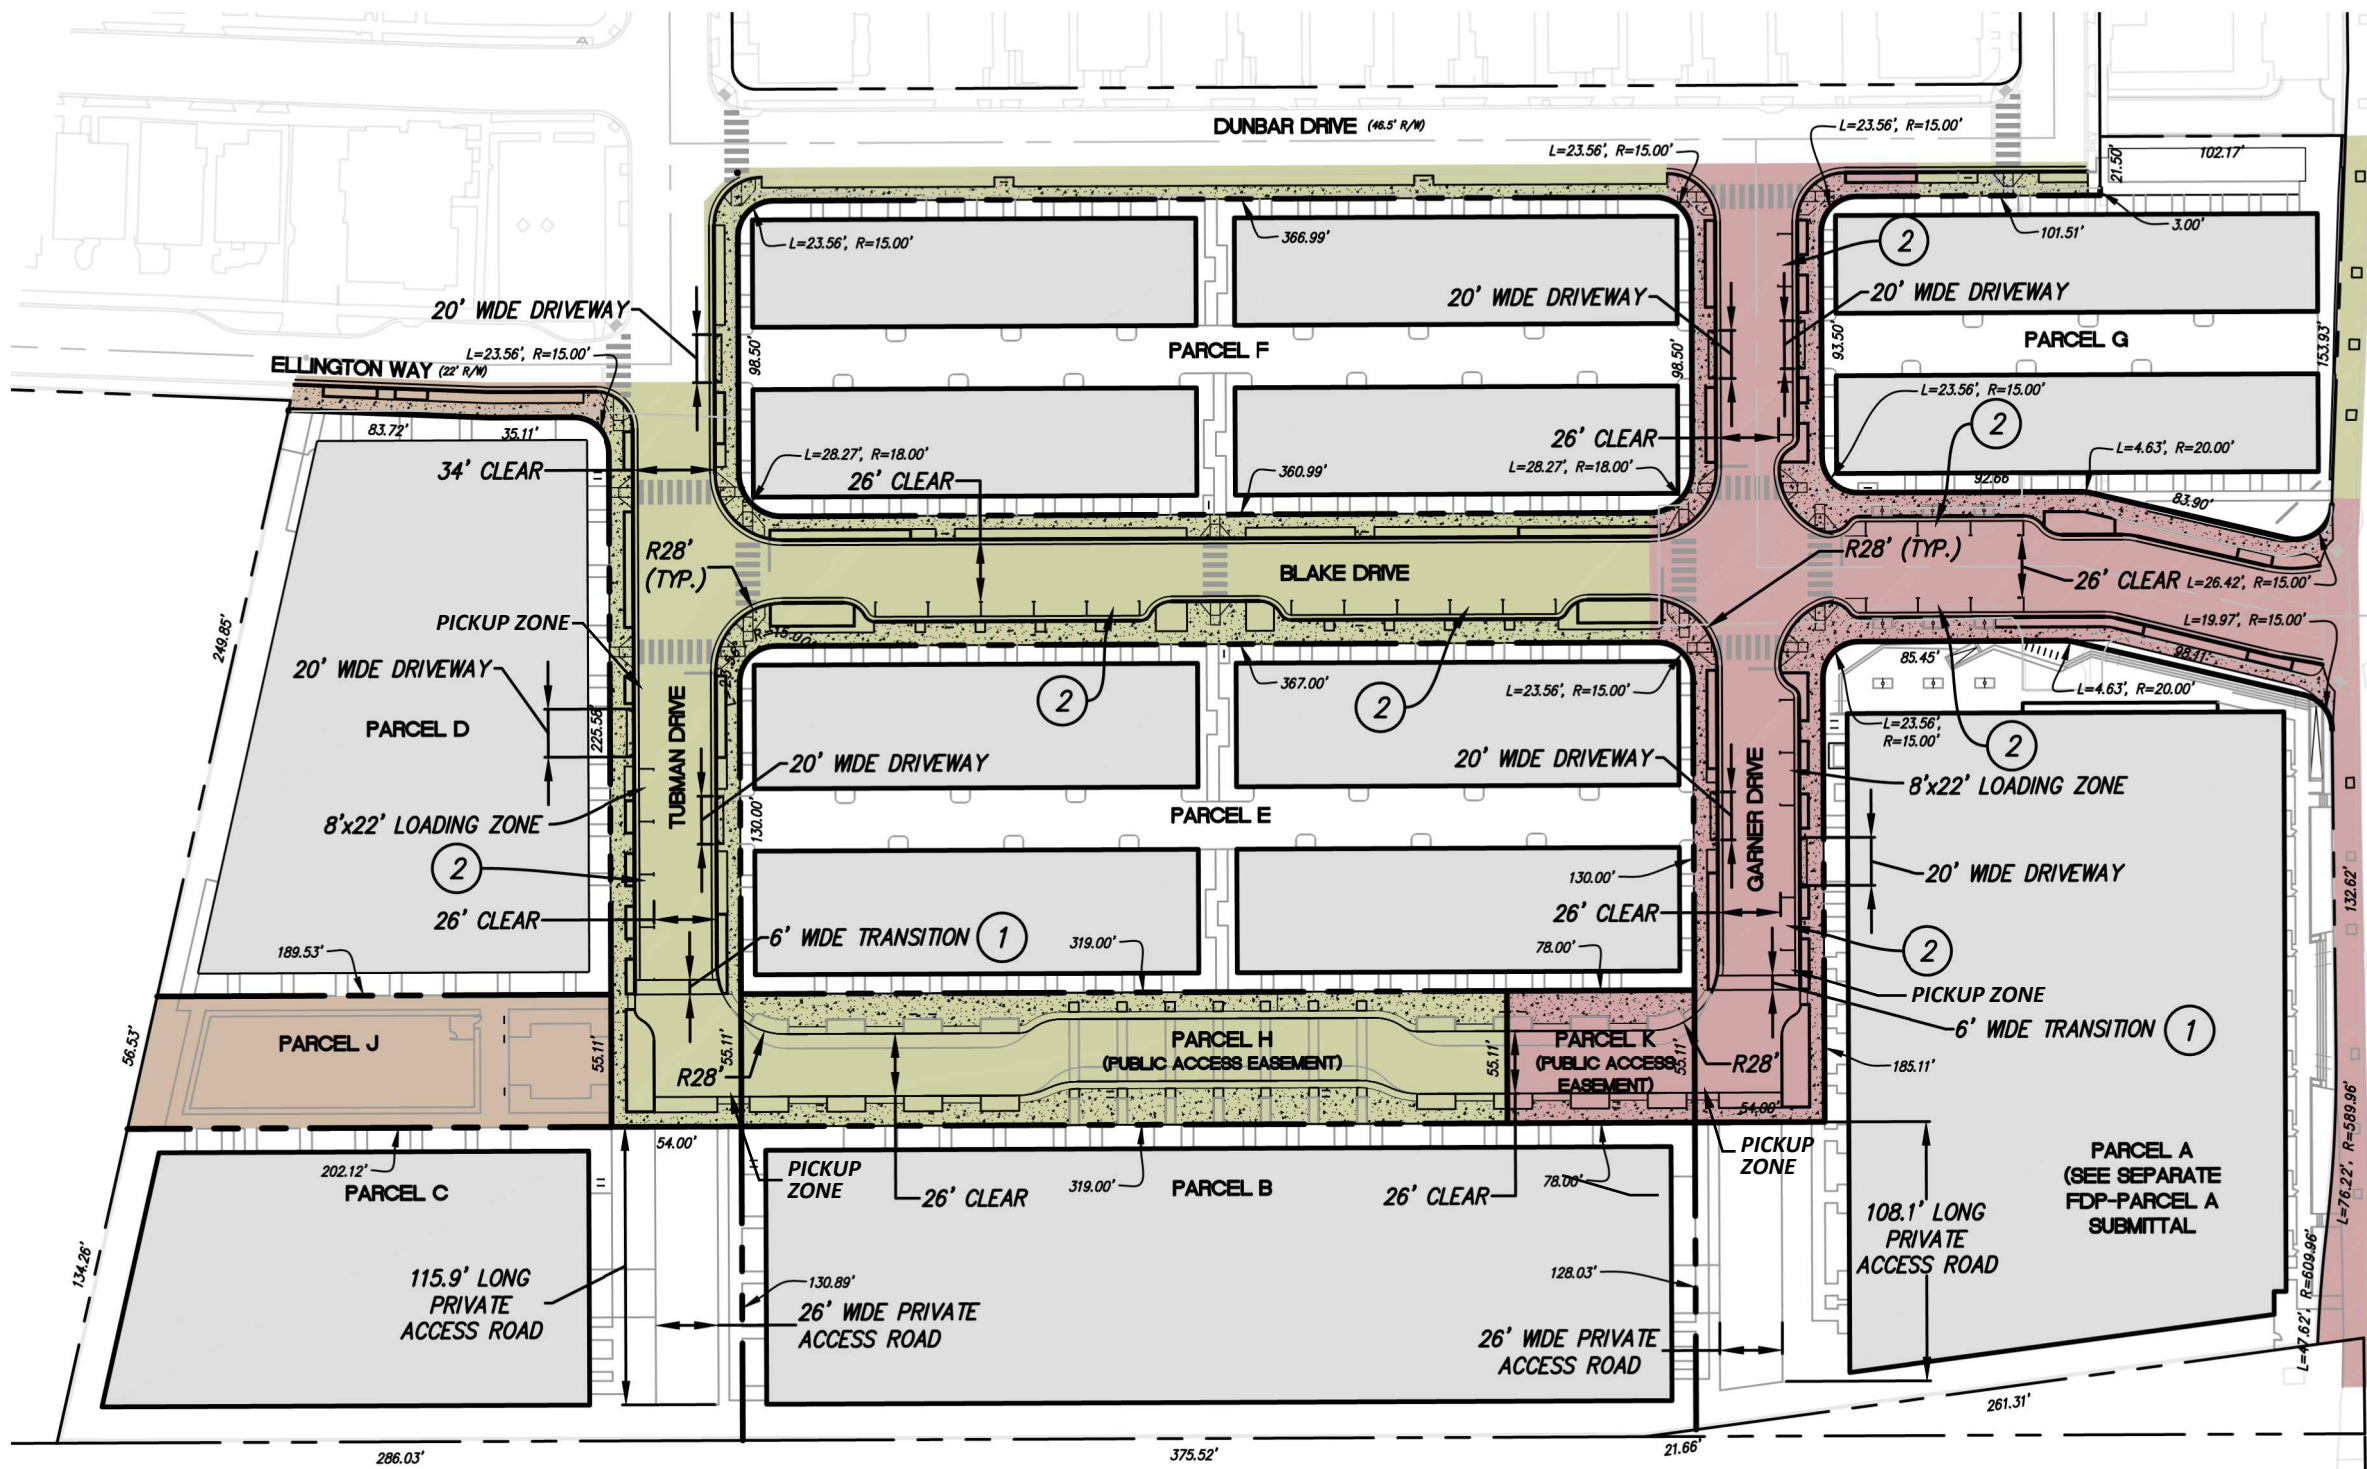 DUNBAR DRIVE (46.5' R/W)
L=23.56', R=15.00'
L=23.56', R=15.00'
21.50'
102.17'
L=23.56', R=15.00'
366.99'
2
101.51'
3.00'
20' WIDE DRIVEWAY
20' WIDE DRIVEWAY
20' WIDE DRIVEWAY
98.50'
PARCEL F
98.50'
93.50'
PARCEL G
153.93'
ELLINGTON WAY (22' R/W)
L=23.56', R=15.00'
83.72'
35.11'
34' CLEAR
L=28.27', R=18.00'
26' CLEAR
360.99'
26' CLEAR
L=28.27', R=18.00'
L=23.56', R=15.00'
2
L=4.63', R=20.00'
92.66
83.90'
R28'
(TYP.)
BLAKE DRIVE
R28' (TYP.)
26' CLEAR
L=26.42', R=15.00'
L=19.97', R=15.00'
PICKUP ZONE
R=15.00'
249.85'
20' WIDE DRIVEWAY
PARCEL D
225.58'
TUBMAN DRIVE
2
367.00'
2
L=23.56', R=15.00'
85.45'
98.11'
L=4.63', R=20.00'
L=23.56',
R=15.00'
2
20' WIDE DRIVEWAY
20' WIDE DRIVEWAY
8'x22' LOADING ZONE
8'x22' LOADING ZONE
130.00'
PARCEL E
GARNER DRIVE
2
130.00'
20' WIDE DRIVEWAY
132.62'
26' CLEAR
26' CLEAR
6' WIDE TRANSITION 1
319.00'
78.00'
2
189.53'
PICKUP ZONE
6' WIDE TRANSITION 1
56.53'
PARCEL J
55.11'
R28'
55.11'
PARCEL H
(PUBLIC ACCESS EASEMENT)
55.11'
PARCEL K
(PUBLIC ACCESS
EASEMENT)
55.11'
R28'
185.11'
54.00'
54.00'
202.12'
PARCEL C
PICKUP
ZONE
319.00'
PARCEL B
26' CLEAR
26' CLEAR
78.00'
PICKUP
ZONE
PARCEL A
(SEE SEPARATE
FDP-PARCEL A
SUBMITTAL
L=76.22', R=589.96'
108.1' LONG
PRIVATE
ACCESS ROAD
134.26'
115.9' LONG
PRIVATE
ACCESS ROAD
130.89'
26' WIDE PRIVATE
ACCESS ROAD
128.03'
26' WIDE PRIVATE
ACCESS ROAD
L=47.62', R=609.96'
261.31'
286.03'
375.52'
21.66'